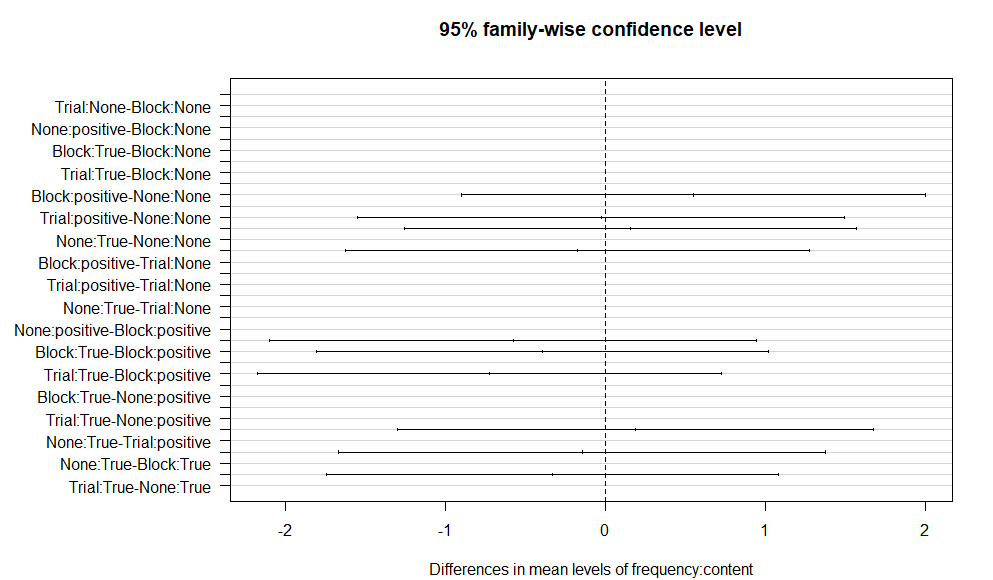 95% family-wise confidence level
Trial:None-Block:None
None:positive-Block:None
Block:True-Block:None
Trial:True-Block:None
Block:positive-None:None
Trial:positive-None:None
None:True-None:None
Block:positive-Trial:None
Trial:positive-Trial:None
None:True-Trial:None
None:positive-Block:positive
Block:True-Block:positive
Trial:True-Block:positive
Block:True-None:positive
Trial:True-None:positive
None:True-Trial:positive
None:True-Block:True
Trial:True-None:True
-2 -1 0 1 2
Differences in mean levels of frequency:content